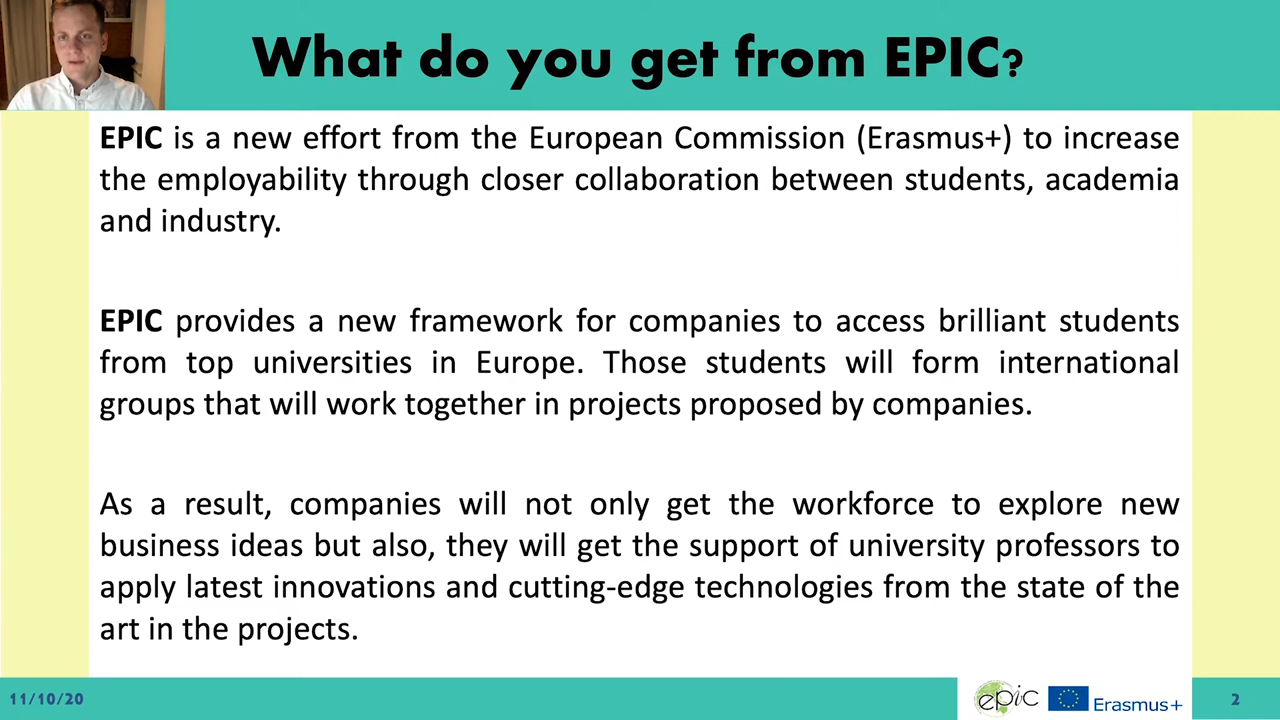 What do you get from EPIC?
EPIC is a new effort from the European Commission (Erasmus+) to increase
the employability through closer collaboration between students, academia
and industry.
EPIC provides a new framework for companies to access brilliant students
from top universities in Europe. Those students will form international
groups that will work together in projects proposed by companies.
As a result, companies will not only get the workforce to explore new
business ideas but also, they will get the support of university professors to
apply latest innovations and cutting-edge technologies from the state of the
art in the projects.
11/10/20
epic
Erasmus+
2